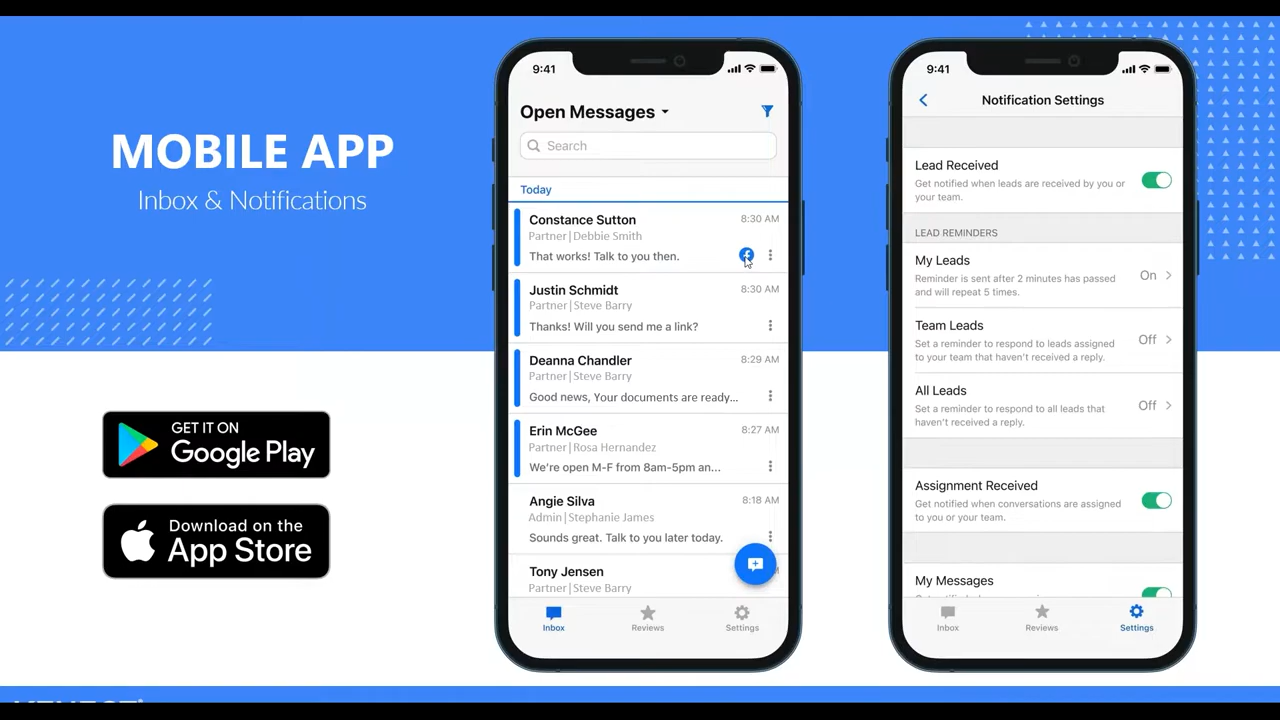 MOBILE APP
Inbox & Notifications
GET IT ON
Google Play
Download on the
App Store
9:41
Open Messages
Search
Today
Constance Sutton 8:30 AM
Partner|Debbie Smith
That works! Talk to you then.
Justin Schmidt 8:30 AM
Partner|Steve Barry
Thanks! Will you send me a link?
Deanna Chandler 8:29 AM
Partner|Steve Barry
Good news, Your documents are ready...
Erin McGee 8:27 AM
Partner|Rosa Hernandez
We're open M-F from 8am-5pm an...
Angie Silva 8:18 AM
Admin|Stephanie James
Sounds great. Talk to you later today.
Tony Jensen
Partner|Steve Barry
Inbox Reviews Settings
9:41
Notification Settings
Lead Received
Get notified when leads are received by you or
your team.
LEAD REMINDERS
My Leads
Reminder is sent after 2 minutes has passed
and will repeat 5 times.
On
Team Leads
Set a reminder to respond to leads assigned
to your team that haven't received a reply.
Off
All Leads
Set a reminder to respond to all leads that
haven't received a reply.
Off
Assignment Received
Get notified when conversations are assigned
to you or your team.
My Messages
Inbox Reviews Settings